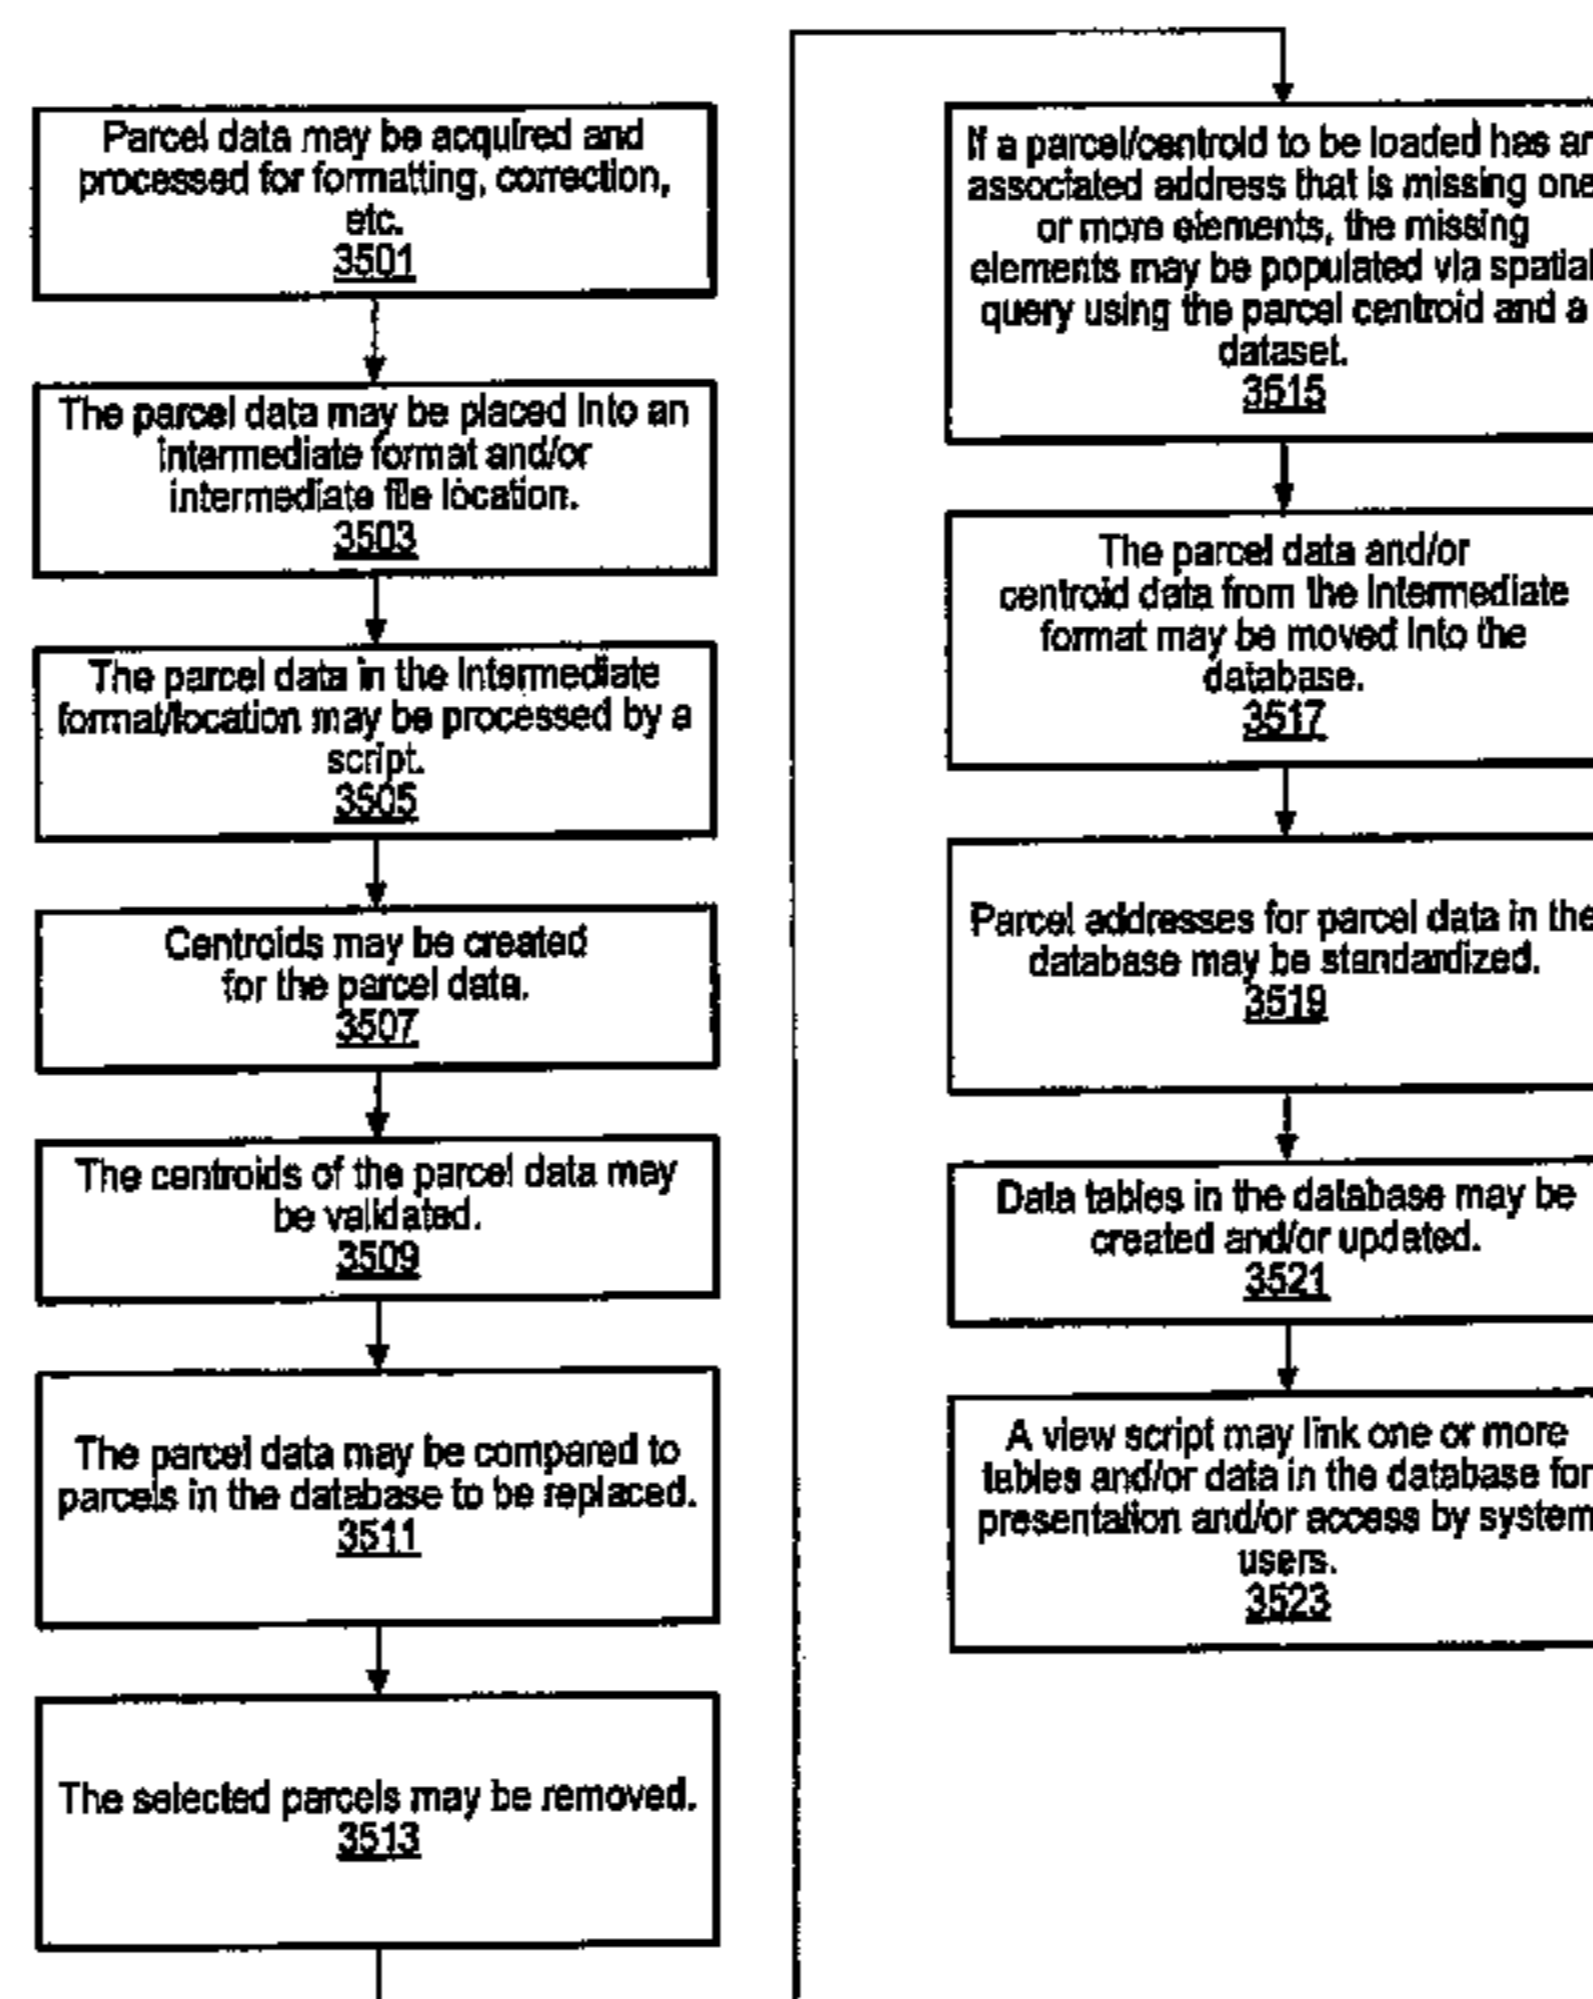 Parcel data may be acquired and
processed for formatting, correction,
etc.
3501
The parcel data may be placed into an
intermediate format and/or
intermediate file location.
3503
The parcel data in the intermediate
format/location may be processed by a
script.
3505
Centroids may be created
for the parcel data.
3507
The centroids of the parcel data may
be validated.
3509
The parcel data may be compared to
parcels in the database to be replaced.
3511
The selected parcels may be removed.
3513
If a parcel/centroid to be loaded has an
associated address that is missing one
or more elements, the missing
elements may be populated via spatial
query using the parcel centroid and a
dataset.
3515
The parcel data and/or
centroid data from the intermediate
format may be moved into the
database.
3517
Parcel addresses for parcel data in the
database may be standardized.
3519
Data tables in the database may be
created and/or updated.
3521
A view script may link one or more
tables and/or data in the database for
presentation and/or access by system
users.
3523